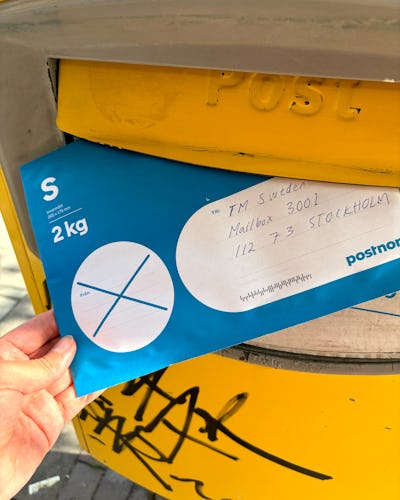 Post
S
2 kg
TM Sweden
Mailbox 3001
112 73 STOCKHOLM
postnor